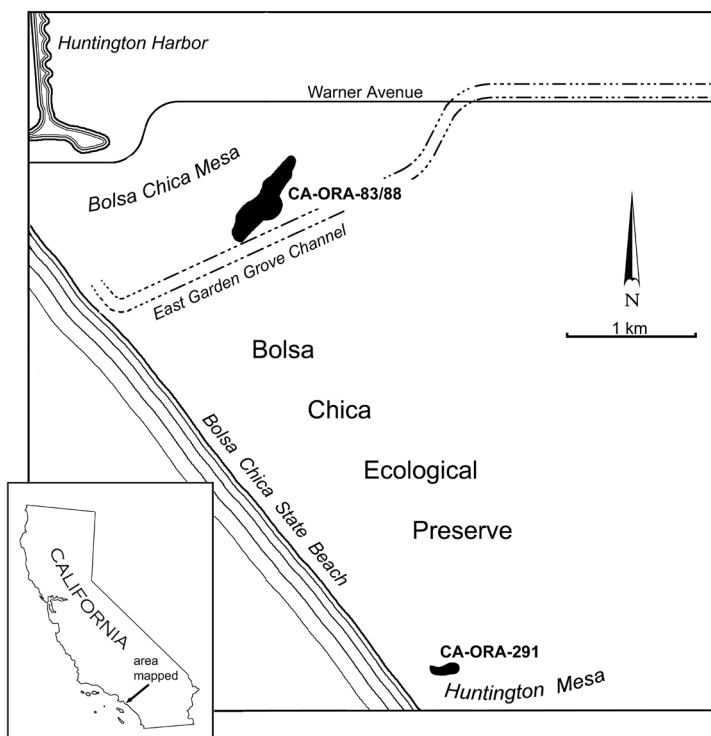 Huntington Harbor
Warner Avenue
Bolsa Chica Mesa
CA-ORA-83/88
East Garden Grove Channel
N
1 km
Bolsa
Chica
Ecological
Preserve
Bolsa Chica State Beach
CALIFORNIA
area
mapped
CA-ORA-291
Huntington Mesa